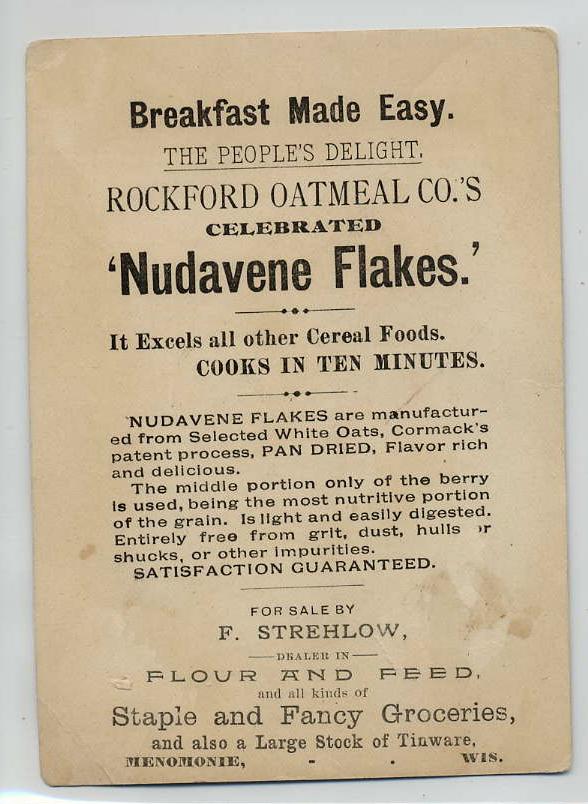 Breakfast Made Easy.
THE PEOPLE'S DELIGHT.
ROCKFORD OATMEAL CO.'S
CELEBRATED
'Nudavene Flakes.'
It Excels all other Cereal Foods.
COOKS IN TEN MINUTES.
NUDAVENE FLAKES are manufactur-
ed from Selected White Oats, Cormack's
patent process, PAN DRIED, Flavor rich
and delicious.
The middle portion only of the berry
is used, being the most nutritive portion
of the grain. Is light and easily digested.
Entirely free from grit, dust, hulls or
shucks, or other impurities.
SATISFACTION GUARANTEED.
FOR SALE BY
F. STREHLOW,
DEALER IN
FLOUR AND FEED,
and all kinds of
Staple and Fancy Groceries,
and also a Large Stock of Tinware,
MENOMONIE, - . WIS.